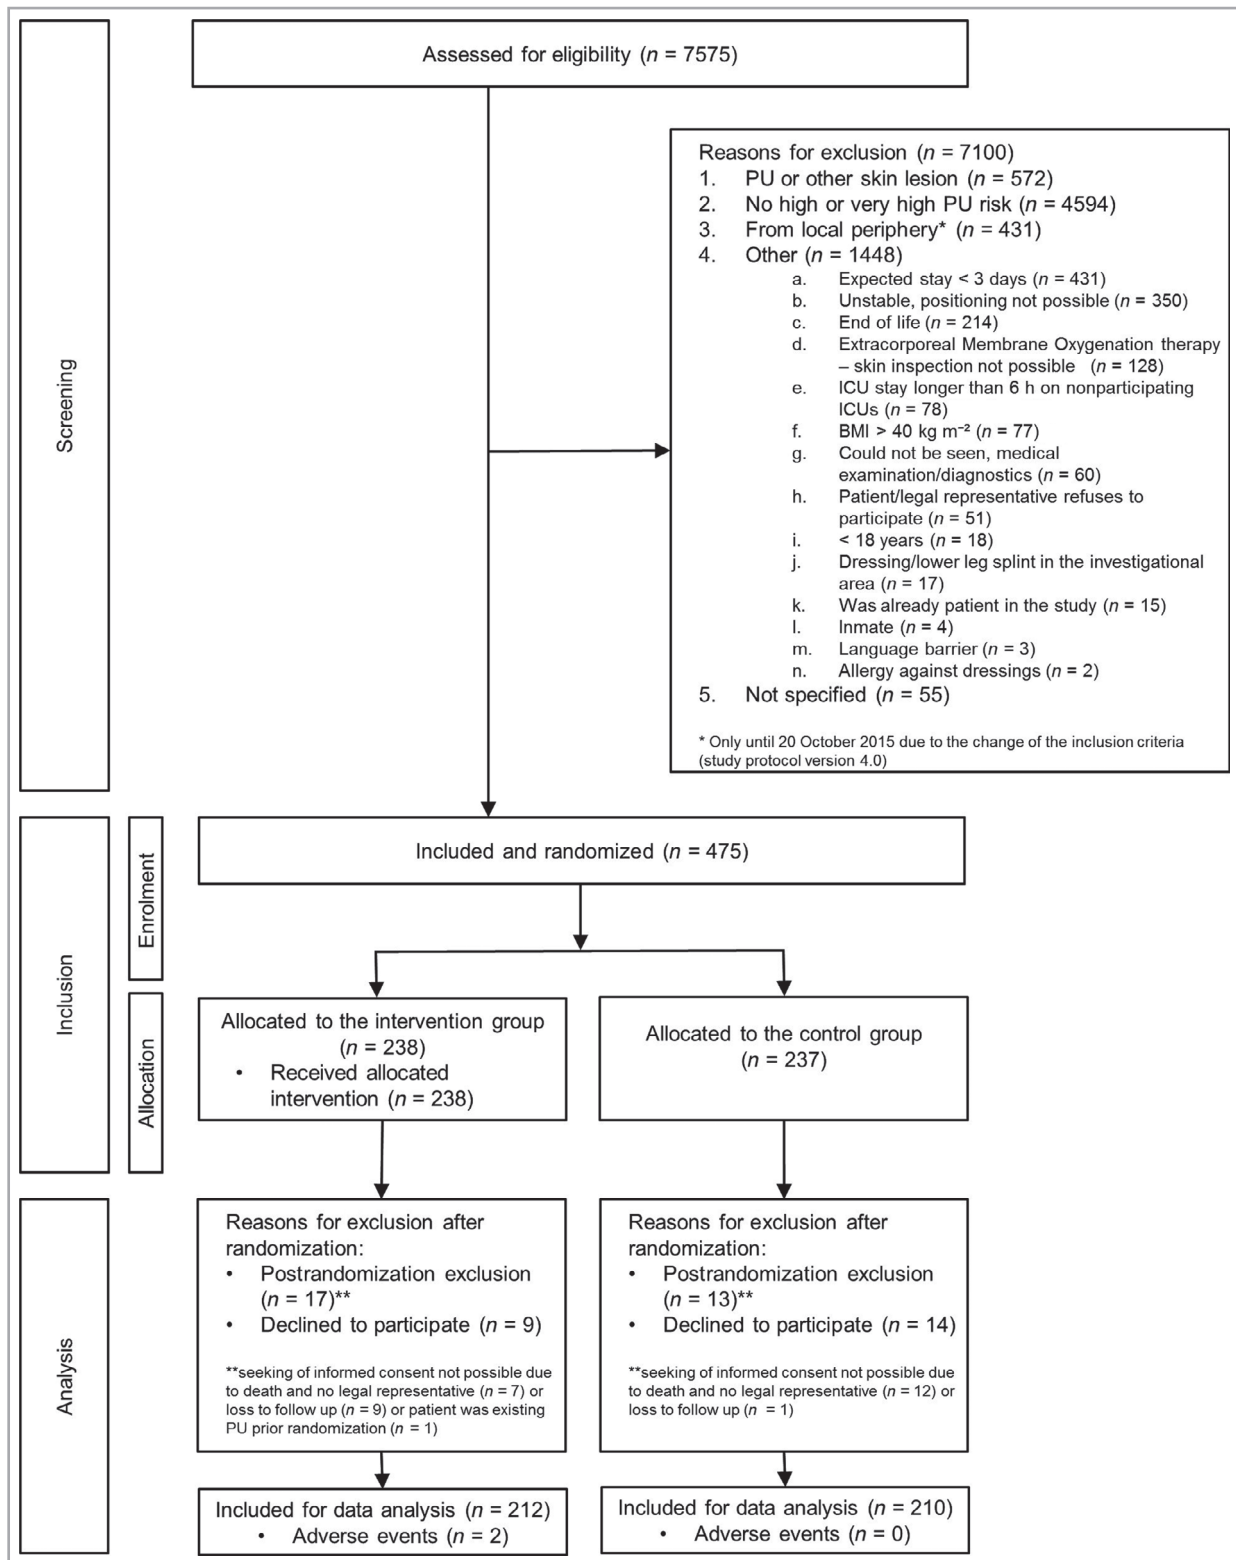 Screening
Assessed for eligibility (n = 7575)
Reasons for exclusion (n = 7100)
1. PU or other skin lesion (n = 572)
2. No high or very high PU risk (n = 4594)
3. From local periphery* (n = 431)
4. Other (n = 1448)
a. Expected stay < 3 days (n = 431)
b. Unstable, positioning not possible (n = 350)
c. End of life (n = 214)
d. Extracorporeal Membrane Oxygenation therapy
– skin inspection not possible (n = 128)
e. ICU stay longer than 6 h on nonparticipating
ICUs (n = 78)
f. BMI > 40 kg m⁻² (n = 77)
g. Could not be seen, medical
examination/diagnostics (n = 60)
h. Patient/legal representative refuses to
participate (n = 51)
i. < 18 years (n = 18)
j. Dressing/lower leg splint in the investigational
area (n = 17)
k. Was already patient in the study (n = 15)
l. Inmate (n = 4)
m. Language barrier (n = 3)
n. Allergy against dressings (n = 2)
5. Not specified (n = 55)
* Only until 20 October 2015 due to the change of the inclusion criteria
(study protocol version 4.0)
Inclusion
Enrolment
Included and randomized (n = 475)
Allocation
Allocated to the intervention group
(n = 238)
• Received allocated
intervention (n = 238)
Allocated to the control group
(n = 237)
Analysis
Reasons for exclusion after
randomization:
• Postrandomization exclusion
(n = 17)**
• Declined to participate (n = 9)
**seeking of informed consent not possible due
to death and no legal representative (n = 7) or
loss to follow up (n = 9) or patient was existing
PU prior randomization (n = 1)
Reasons for exclusion after
randomization:
• Postrandomization exclusion
(n = 13)**
• Declined to participate (n = 14)
**seeking of informed consent not possible due
to death and no legal representative (n = 12) or
loss to follow up (n = 1)
Included for data analysis (n = 212)
• Adverse events (n = 2)
Included for data analysis (n = 210)
• Adverse events (n = 0)